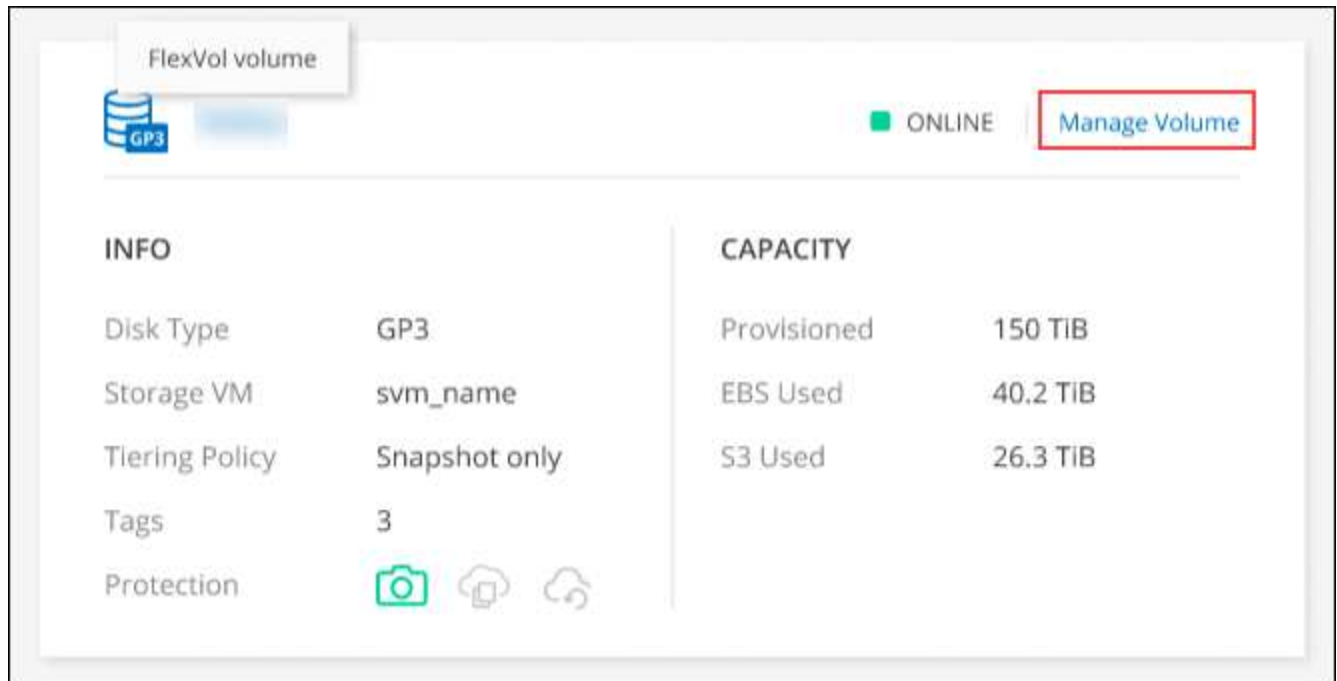 FlexVol volume
GP3
ONLINE
Manage Volume
INFO
Disk Type GP3
Storage VM svm_name
Tiering Policy Snapshot only
Tags 3
Protection
CAPACITY
Provisioned 150 TiB
EBS Used 40.2 TiB
S3 Used 26.3 TiB